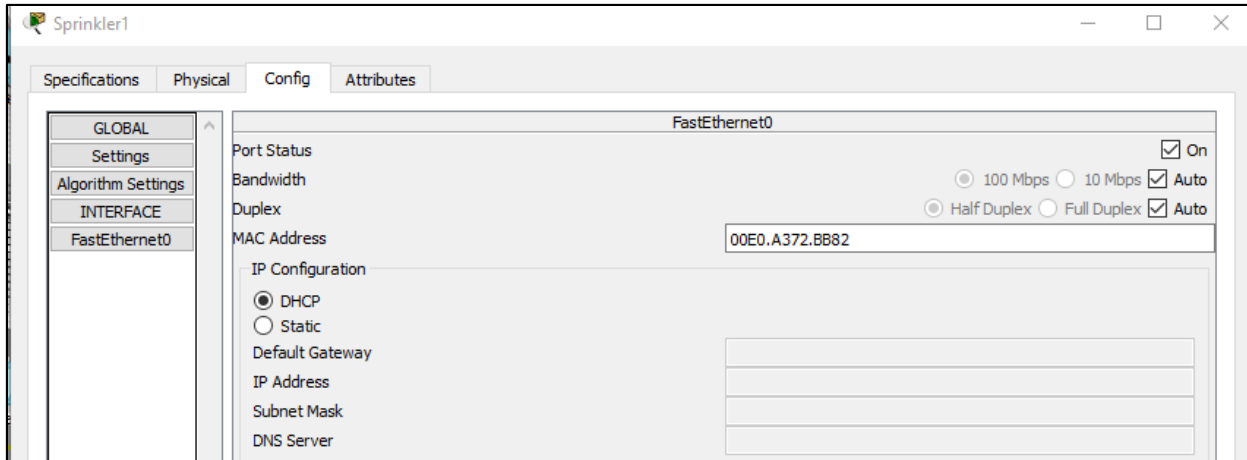 Sprinkler1
Specifications Physical Config Attributes
GLOBAL
Settings
Algorithm Settings
INTERFACE
FastEthernet0
FastEthernet0
Port Status On
Bandwidth 100 Mbps 10 Mbps Auto
Duplex Half Duplex Full Duplex Auto
MAC Address 00E0.A372.BB82
IP Configuration
DHCP
Static
Default Gateway
IP Address
Subnet Mask
DNS Server